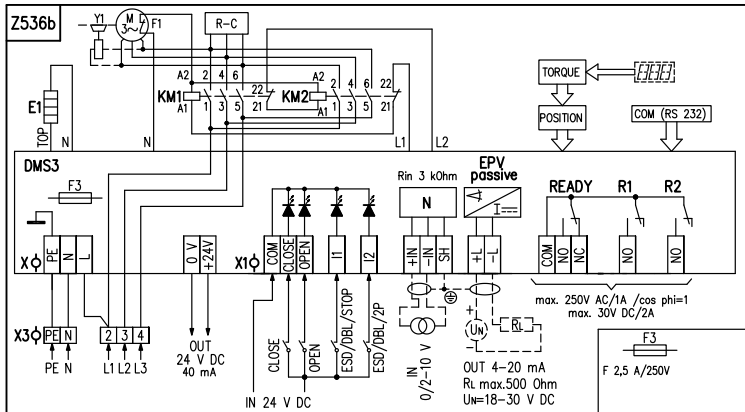 Z536b
Y1
M
3~
F1
R-C
A2
2
4
6
A2
22
2
4
6
22
KM1
KM2
1
3
5
21
1
3
5
21
A1
A1
E1
TOP
N
N
L1
L2
TORQUE
POSITION
COM (RS 232)
DMS3
F3
Rin 3 kOhm
N
EPV
passive
I
READY
R1
R2
X
PE
N
L
0 V
+24V
X1
COM
CLOSE
OPEN
I1
I2
+IN
-IN
SH
+L
-L
COM
NO
NC
NO
NO
max. 250V AC/1A /cos phi=1
max. 30V DC/2A
X3
PE
N
2
3
4
PE
N
L1
L2
L3
OUT
24 V DC
40 mA
CLOSE
OPEN
ESD/DBL/STOP
ESD/DBL/2P
IN 24 V DC
IN
0/2-10 V
+
UN
-
RL
OUT 4-20 mA
RL max.500 Ohm
UN=18-30 V DC
F3
F 2,5 A/250V